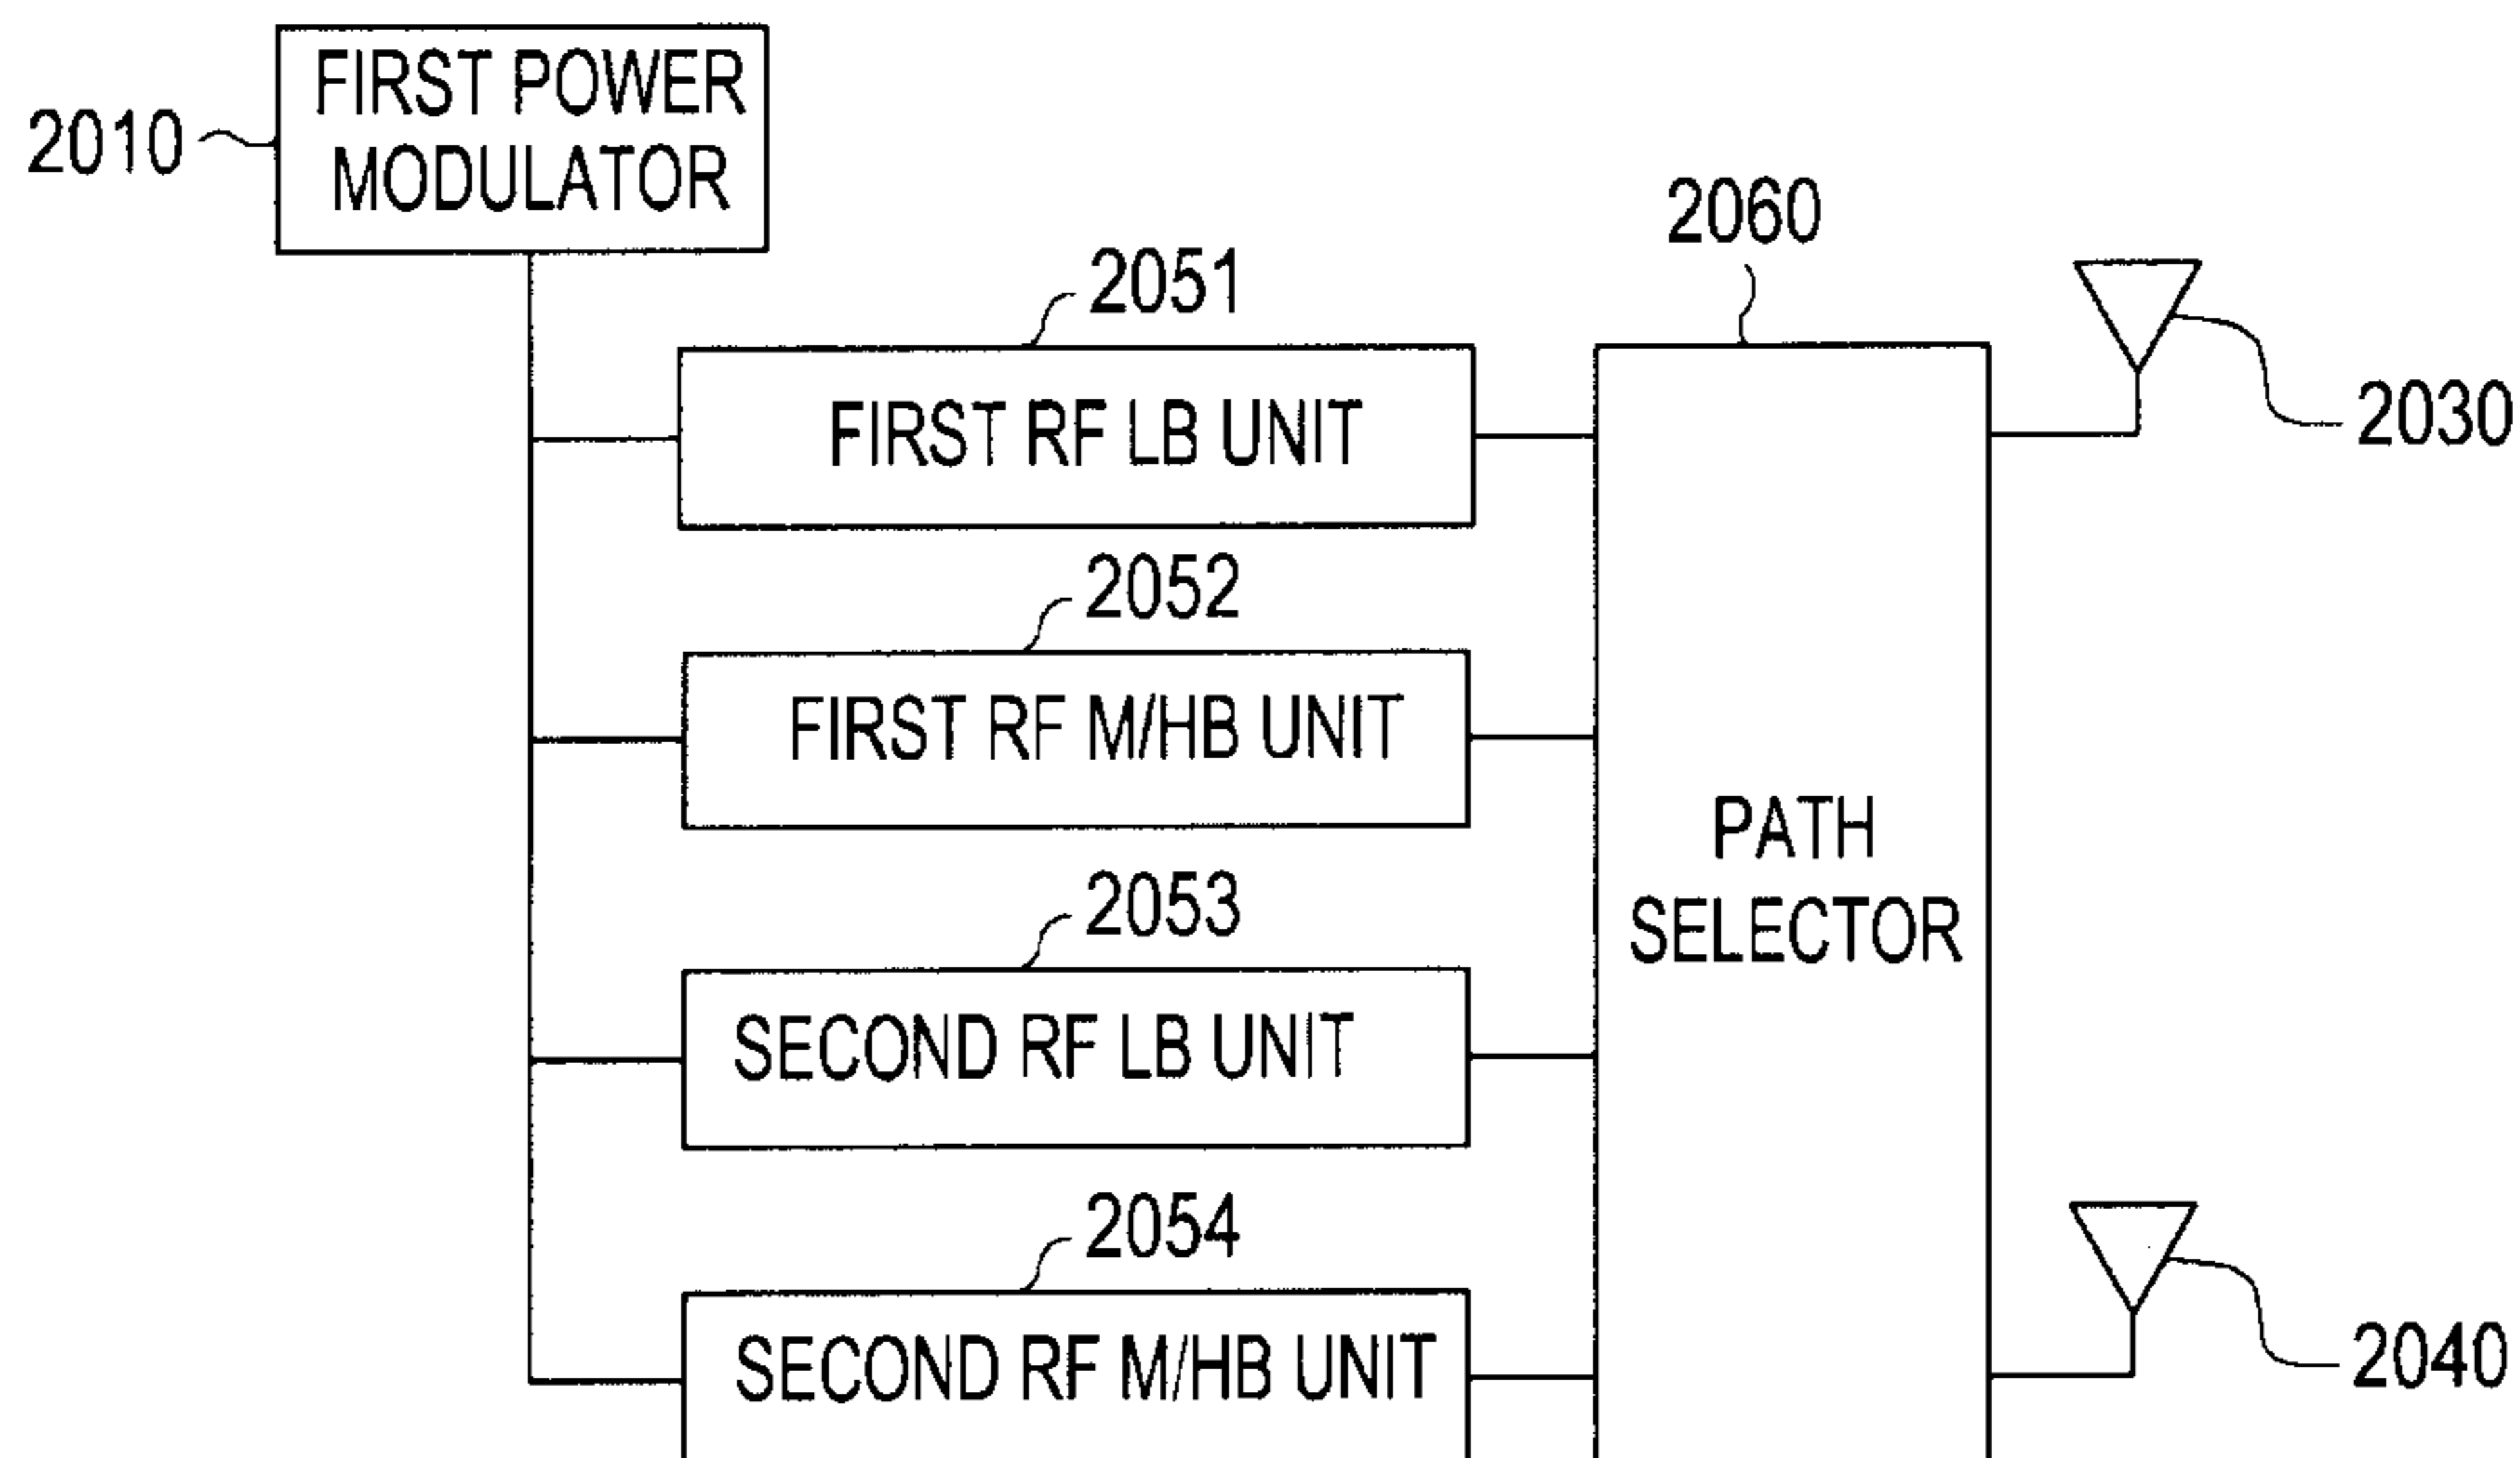 FIRST POWER
MODULATOR
2010
2060
2051
FIRST RF LB UNIT
2030
2052
FIRST RF M/HB UNIT
PATH
SELECTOR
2053
SECOND RF LB UNIT
2054
SECOND RF M/HB UNIT
2040